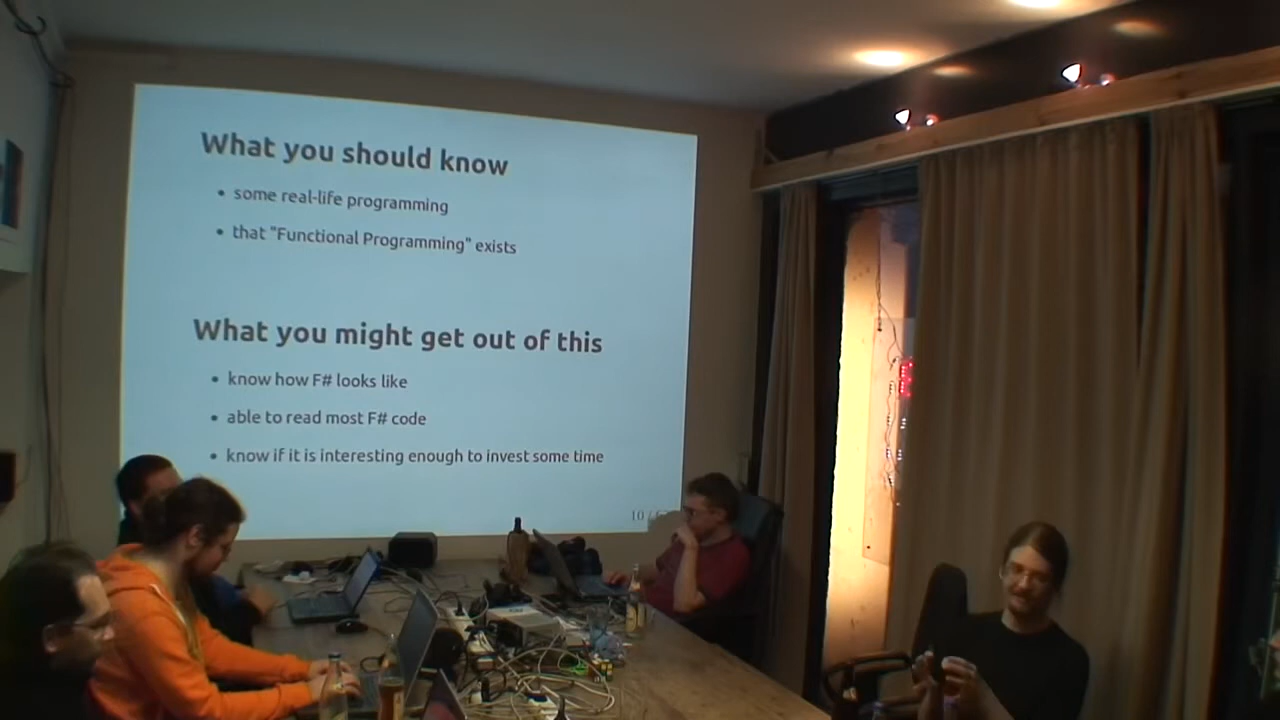 What you should know
• some real-life programming
• that "Functional Programming" exists
What you might get out of this
• know how F# looks like
• able to read most F# code
• know if it is interesting enough to invest some time
10 /